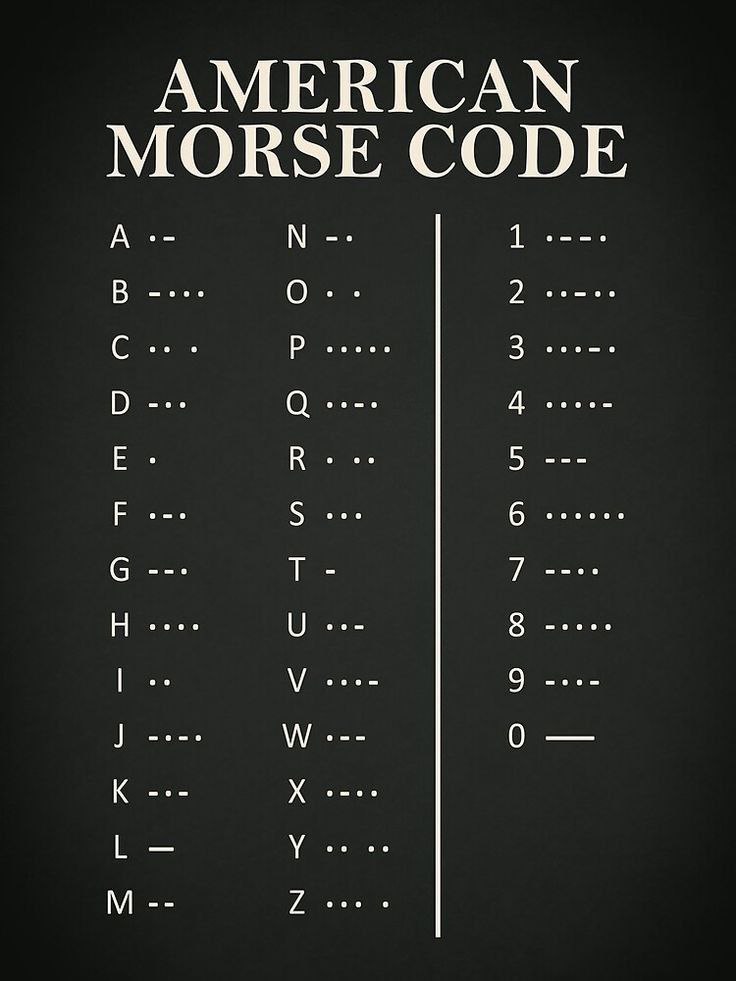 AMERICAN
MORSE CODE
A ·-
B -···
C ·· ·
D -··
E ·
F ·-·
G --·
H ····
I ··
J -·-·
K -·-
L —
M --
N -·
O · ·
P ·····
Q ··-·
R · ··
S ···
T -
U ··-
V ···-
W ·--
X ·-··
Y ·· ··
Z ··· ·
1 ·--·
2 ··-··
3 ···-·
4 ····-
5 ---
6 ······
7 --··
8 -····
9 -··-
0 ⸺